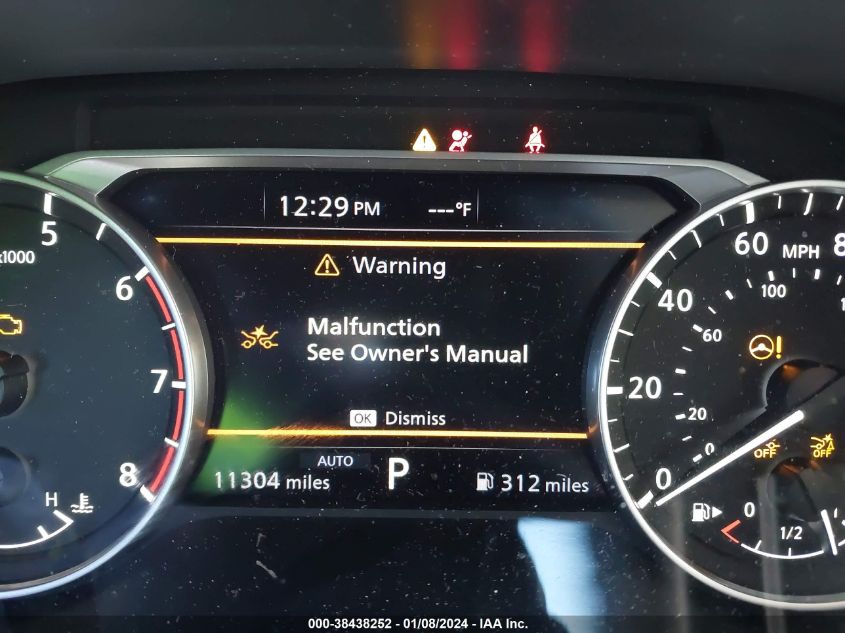 12:29 PM ---°F
Warning
Malfunction
See Owner's Manual
OK Dismiss
AUTO
11304 miles P 312 miles
x1000
5
6
7
8
H
60 MPH
100
40
60
20
20
0
0
OFF OFF
0
1/2
000-38438252 - 01/08/2024 - IAA Inc.